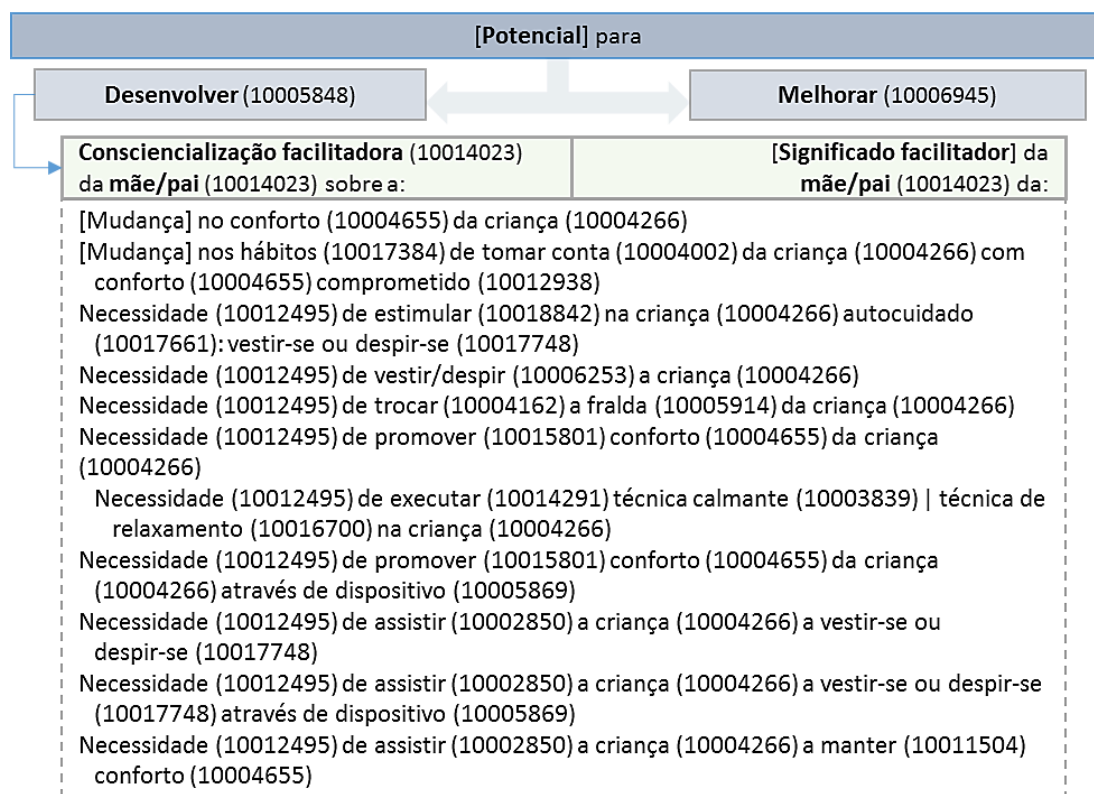 [Potencial] para
Desenvolver (10005848)
Melhorar (10006945)
Consciencialização facilitadora (10014023)
da mãe/pai (10014023) sobre a:
[Significado facilitador] da
mãe/pai (10014023) da:
[Mudança] no conforto (10004655) da criança (10004266)
[Mudança] nos hábitos (10017384) de tomar conta (10004002) da criança (10004266) com
conforto (10004655) comprometido (10012938)
Necessidade (10012495) de estimular (10018842) na criança (10004266) autocuidado
(10017661): vestir-se ou despir-se (10017748)
Necessidade (10012495) de vestir/despir (10006253) a criança (10004266)
Necessidade (10012495) de trocar (10004162) a fralda (10005914) da criança (10004266)
Necessidade (10012495) de promover (10015801) conforto (10004655) da criança
(10004266)
Necessidade (10012495) de executar (10014291) técnica calmante (10003839) | técnica de
relaxamento (10016700) na criança (10004266)
Necessidade (10012495) de promover (10015801) conforto (10004655) da criança
(10004266) através de dispositivo (10005869)
Necessidade (10012495) de assistir (10002850) a criança (10004266) a vestir-se ou
despir-se (10017748)
Necessidade (10012495) de assistir (10002850) a criança (10004266) a vestir-se ou despir-se
(10017748) através de dispositivo (10005869)
Necessidade (10012495) de assistir (10002850) a criança (10004266) a manter (10011504)
conforto (10004655)